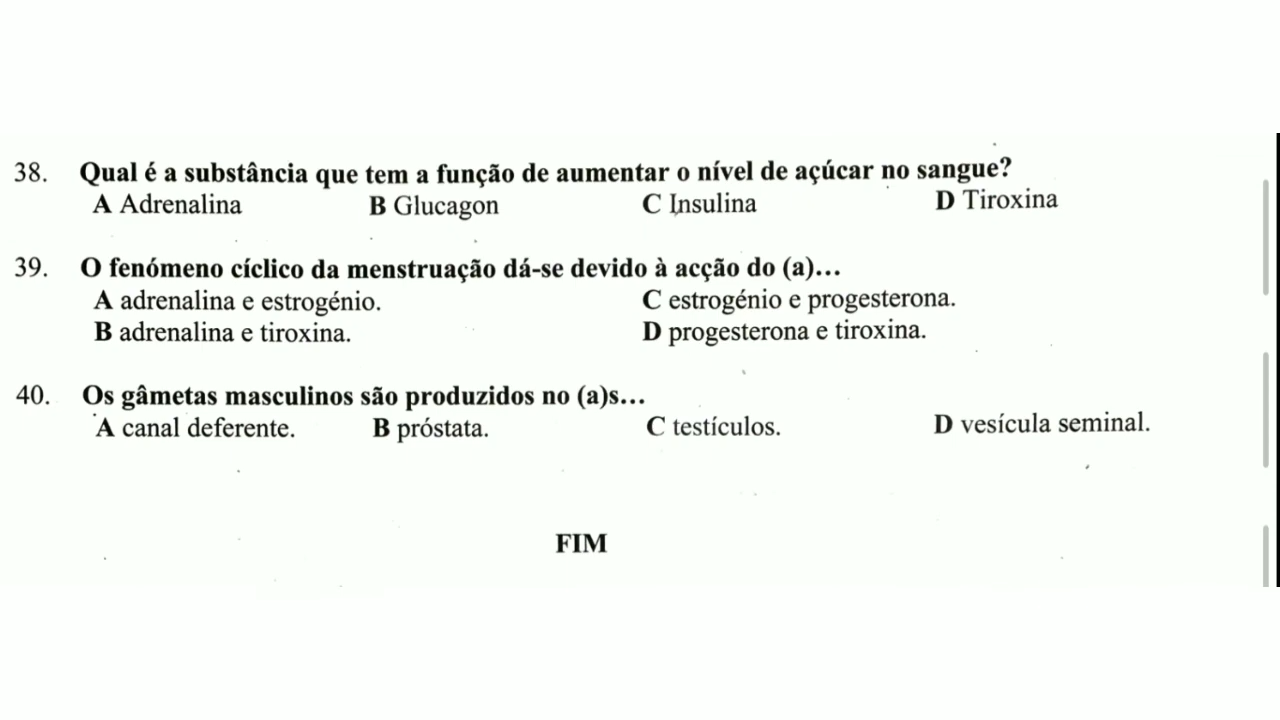 38. Qual é a substância que tem a função de aumentar o nível de açúcar no sangue?
A Adrenalina B Glucagon C Insulina D Tiroxina
39. O fenómeno cíclico da menstruação dá-se devido à acção do (a)...
A adrenalina e estrogénio. C estrogénio e progesterona.
B adrenalina e tiroxina. D progesterona e tiroxina.
40. Os gâmetas masculinos são produzidos no (a)s...
A canal deferente. B próstata. C testículos. D vesícula seminal.
FIM